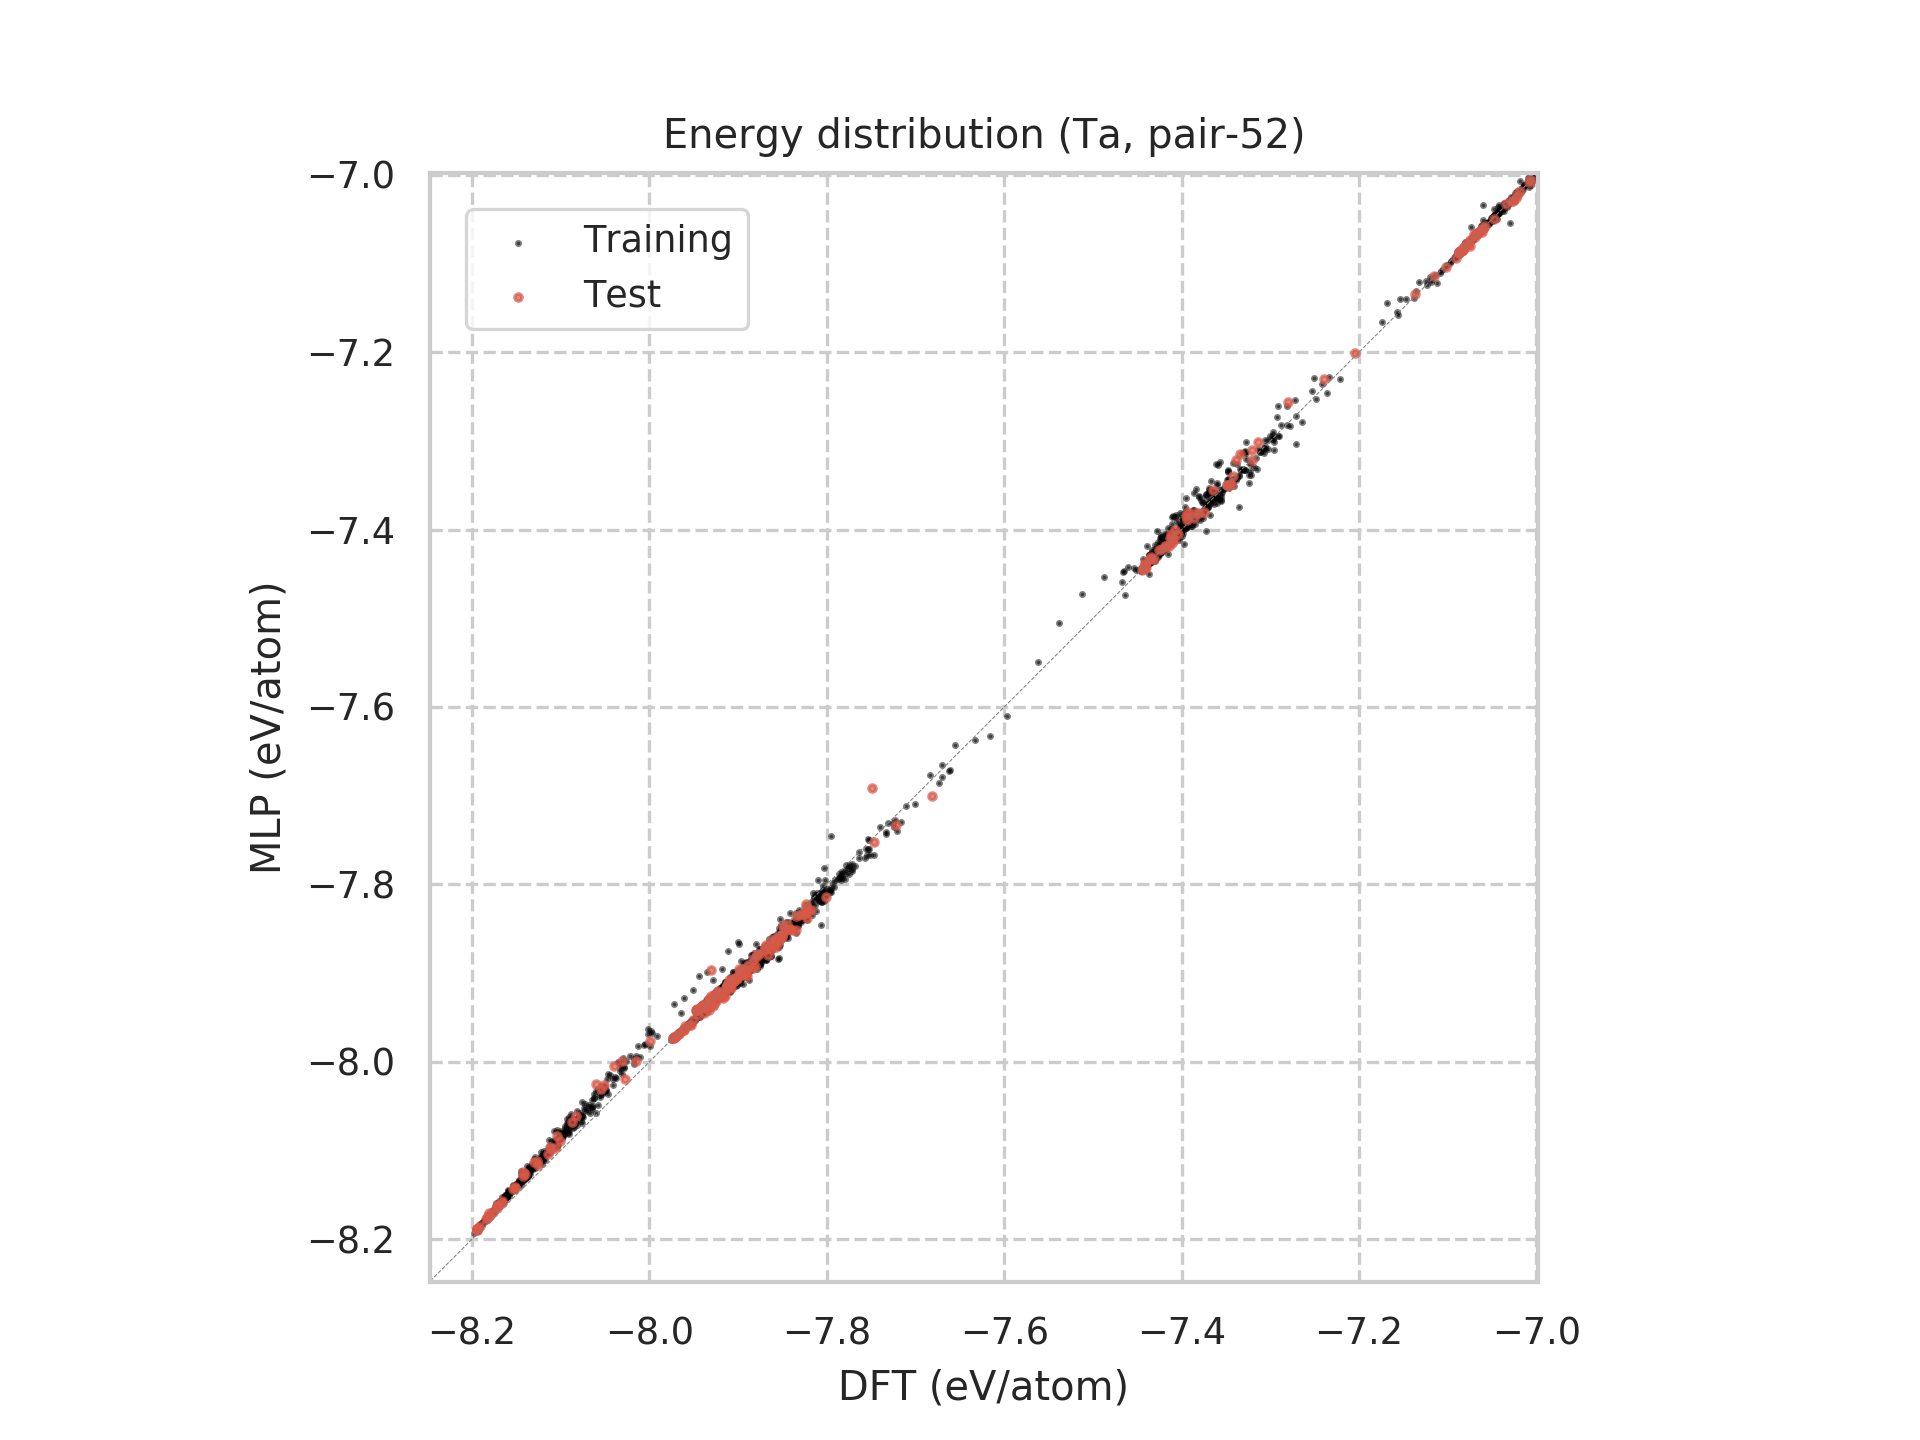 Energy distribution (Ta, pair-52)
−7.0
−7.2
−7.4
−7.6
−7.8
−8.0
−8.2
MLP (eV/atom)
Training
Test
−8.2 −8.0 −7.8 −7.6 −7.4 −7.2 −7.0
DFT (eV/atom)